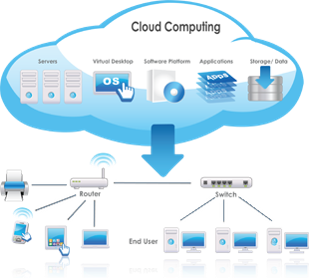 Cloud Computing
Servers
Virtual Desktop
Software Platform
Applications
Storage/ Data
OS
Apps
Router
Switch
End User